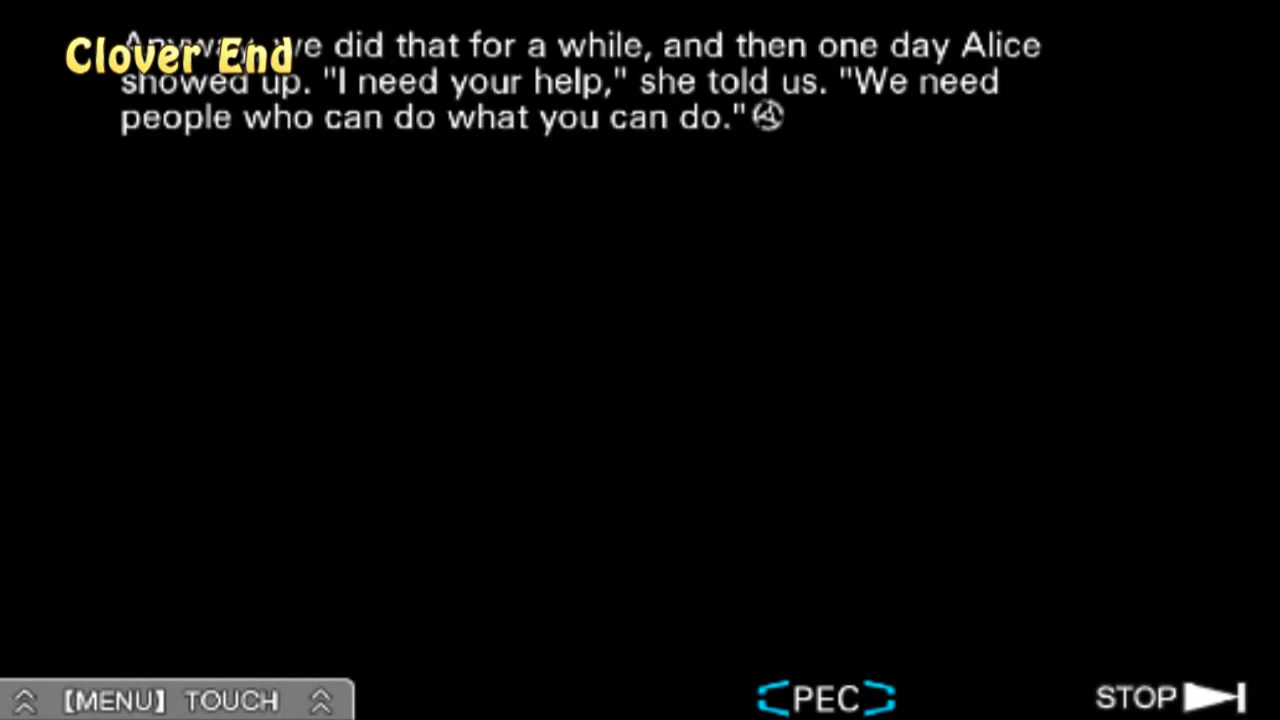 Clover End
Anyway, we did that for a while, and then one day Alice
showed up. "I need your help," she told us. "We need
people who can do what you can do."
[MENU] TOUCH
PEC
STOP